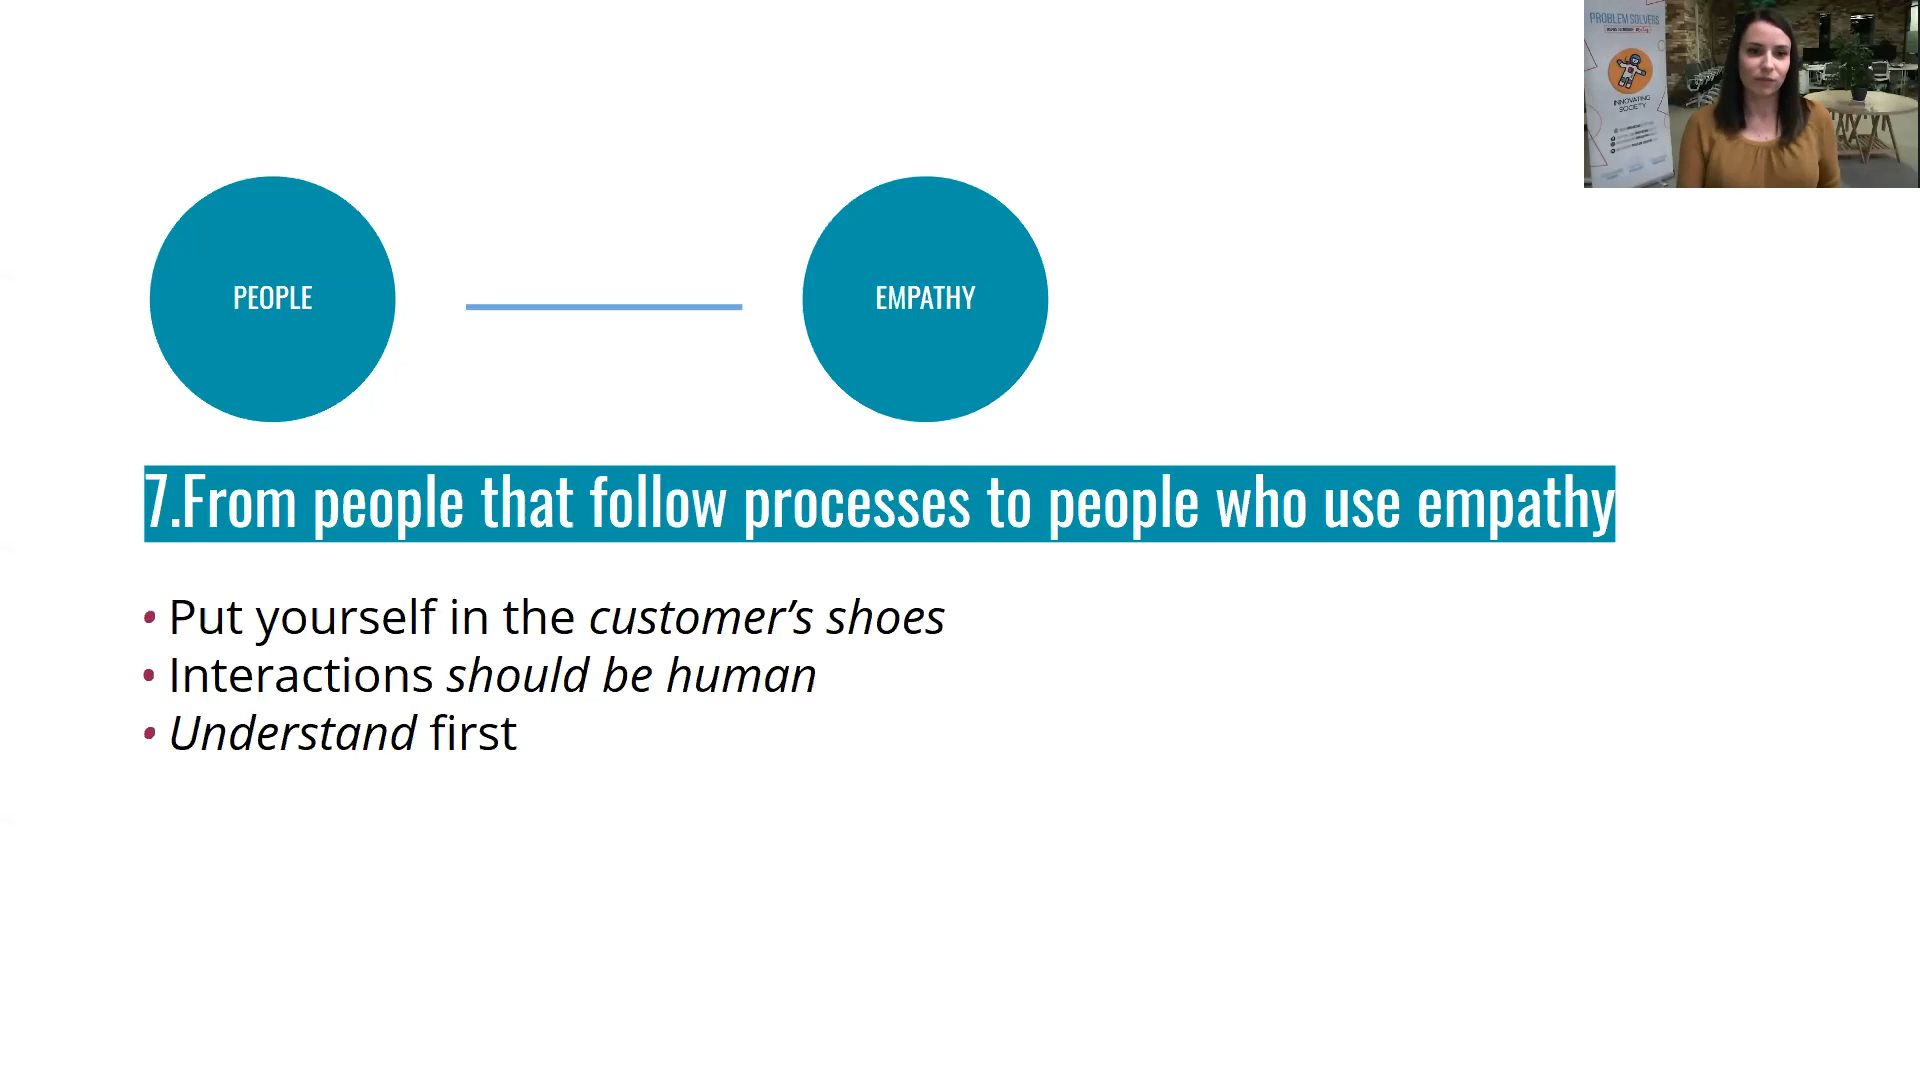 PROBLEM SOLVERS
INNOVATING
SOCIETY
PEOPLE
EMPATHY
7.From people that follow processes to people who use empathy
• Put yourself in the customer’s shoes
• Interactions should be human
• Understand first